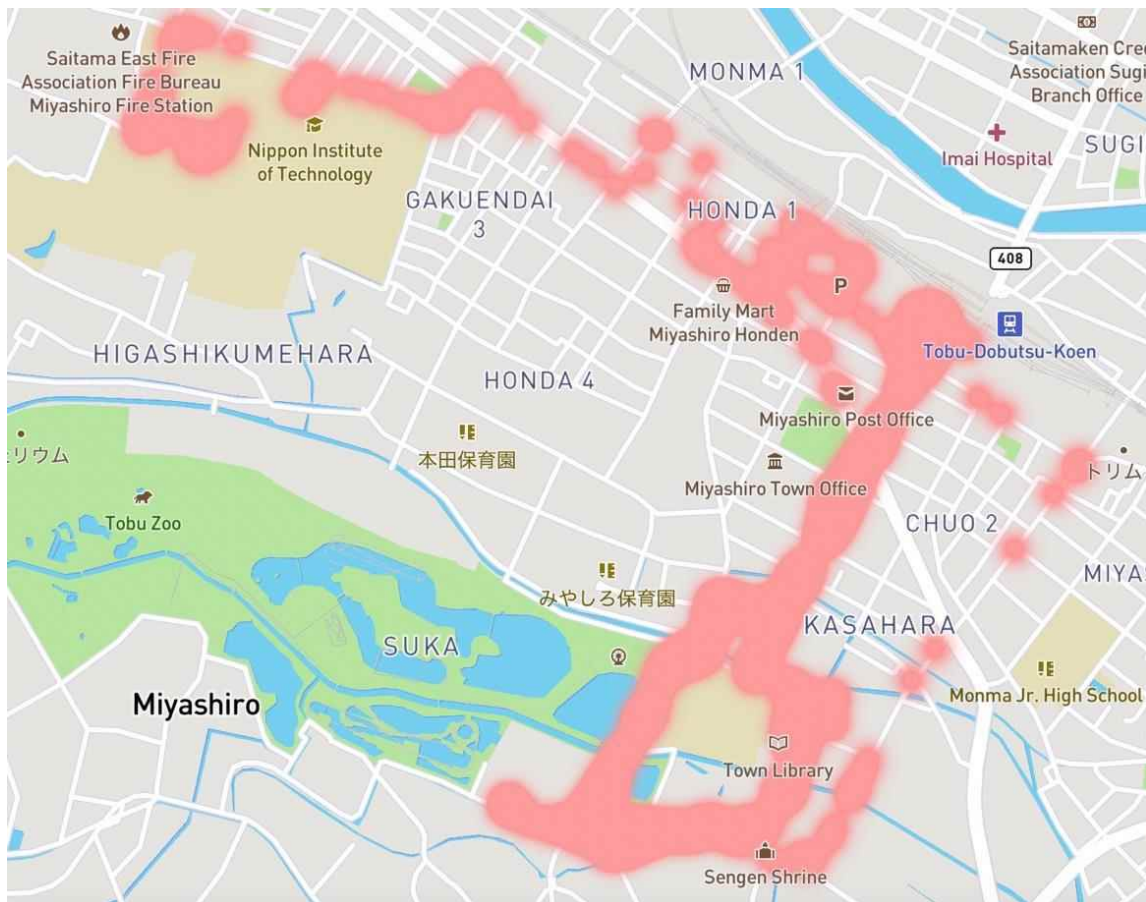 Saitama East Fire
Association Fire Bureau
Miyashiro Fire Station
Nippon Institute
of Technology
GAKUENDAI
3
MONMA 1
Saitamaken Cre
Association Sugi
Branch Office
Imai Hospital
SUGI
HONDA 1
408
P
Family Mart
Miyashiro Honden
Tobu-Dobutsu-Koen
HIGASHIKUMEHARA
HONDA 4
Miyashiro Post Office
本田保育園
ェリウム
Miyashiro Town Office
トリム
Tobu Zoo
CHUO 2
みやしろ保育園
MIYA
SUKA
KASAHARA
Miyashiro
Monma Jr. High School
Town Library
Sengen Shrine